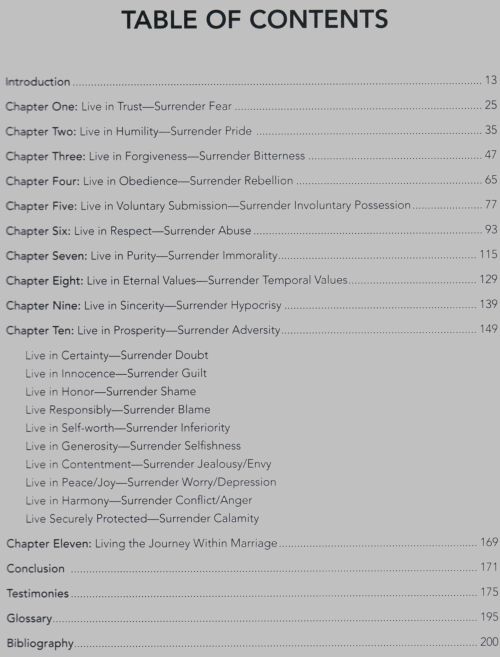 TABLE OF CONTENTS
Introduction 13
Chapter One: Live in Trust—Surrender Fear 25
Chapter Two: Live in Humility—Surrender Pride 35
Chapter Three: Live in Forgiveness—Surrender Bitterness 47
Chapter Four: Live in Obedience—Surrender Rebellion 65
Chapter Five: Live in Voluntary Submission—Surrender Involuntary Possession 77
Chapter Six: Live in Respect—Surrender Abuse 93
Chapter Seven: Live in Purity—Surrender Immorality 115
Chapter Eight: Live in Eternal Values—Surrender Temporal Values 129
Chapter Nine: Live in Sincerity—Surrender Hypocrisy 139
Chapter Ten: Live in Prosperity—Surrender Adversity 149
Live in Certainty—Surrender Doubt
Live in Innocence—Surrender Guilt
Live in Honor—Surrender Shame
Live Responsibly—Surrender Blame
Live in Self-worth—Surrender Inferiority
Live in Generosity—Surrender Selfishness
Live in Contentment—Surrender Jealousy/Envy
Live in Peace/Joy—Surrender Worry/Depression
Live in Harmony—Surrender Conflict/Anger
Live Securely Protected—Surrender Calamity
Chapter Eleven: Living the Journey Within Marriage 169
Conclusion 171
Testimonies 175
Glossary 195
Bibliography 200